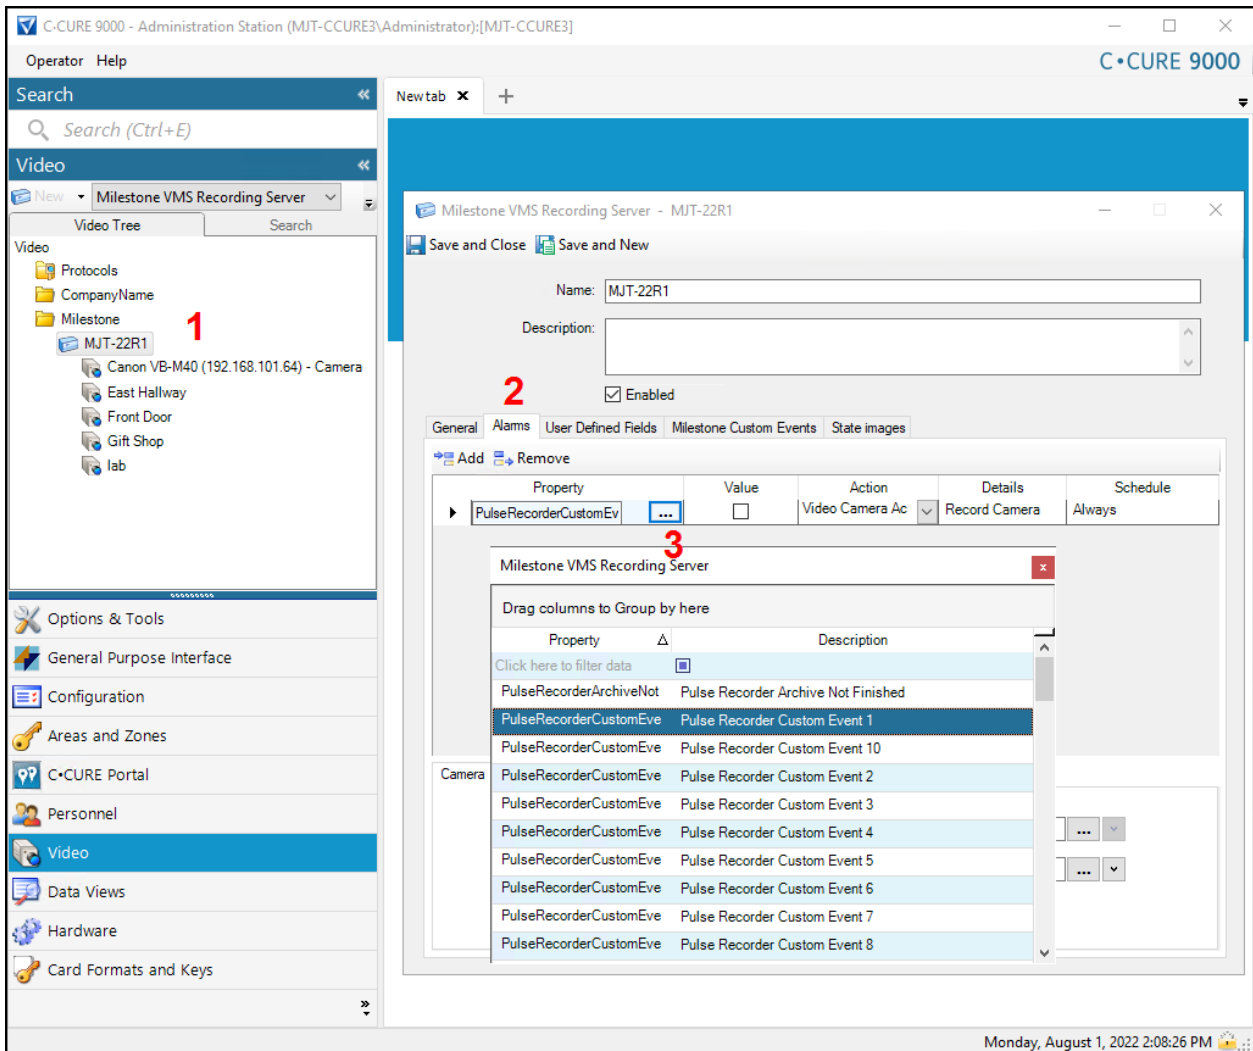 C•CURE 9000 - Administration Station (MJT-CCURE3\Administrator):[MJT-CCURE3]
Operator Help
C•CURE 9000
Search
Search (Ctrl+E)
Video
New
Milestone VMS Recording Server
Video Tree
Search
Video
Protocols
CompanyName
Milestone
1
MJT-22R1
Canon VB-M40 (192.168.101.64) - Camera
East Hallway
Front Door
Gift Shop
lab
Options & Tools
General Purpose Interface
Configuration
Areas and Zones
C•CURE Portal
Personnel
Video
Data Views
Hardware
Card Formats and Keys
New tab
Milestone VMS Recording Server - MJT-22R1
Save and Close Save and New
Name: MJT-22R1
Description:
2
Enabled
General Alarms User Defined Fields Milestone Custom Events State images
Add Remove
Property Value Action Details Schedule
PulseRecorderCustomEv ... Video Camera Ac Record Camera Always
3
Milestone VMS Recording Server
Drag columns to Group by here
Property Description
Click here to filter data
PulseRecorderArchiveNot Pulse Recorder Archive Not Finished
PulseRecorderCustomEve Pulse Recorder Custom Event 1
PulseRecorderCustomEve Pulse Recorder Custom Event 10
PulseRecorderCustomEve Pulse Recorder Custom Event 2
PulseRecorderCustomEve Pulse Recorder Custom Event 3
PulseRecorderCustomEve Pulse Recorder Custom Event 4
PulseRecorderCustomEve Pulse Recorder Custom Event 5
PulseRecorderCustomEve Pulse Recorder Custom Event 6
PulseRecorderCustomEve Pulse Recorder Custom Event 7
PulseRecorderCustomEve Pulse Recorder Custom Event 8
Camera
...
...
Monday, August 1, 2022 2:08:26 PM